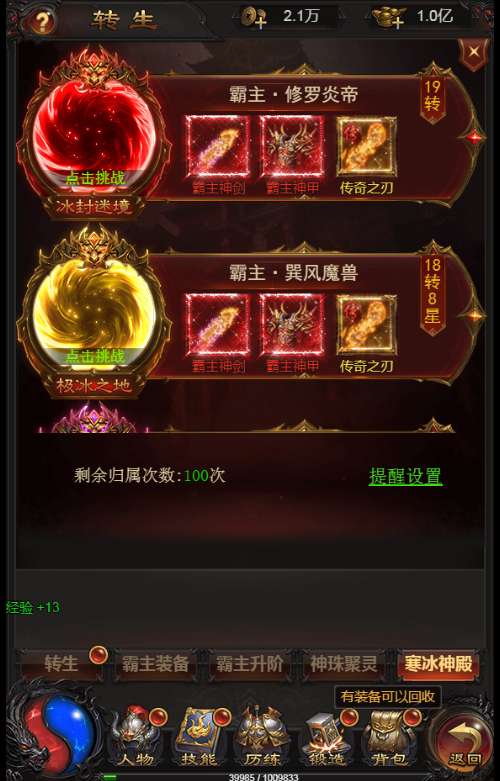 ?
转生
2.1万
1.0亿
霸主·修罗炎帝
19转
点击挑战
冰封迷境
霸主神剑
霸主神甲
传奇之刃
霸主·巽风魔兽
18转8星
点击挑战
极冰之地
霸主神剑
霸主神甲
传奇之刃
剩余归属次数:100次
提醒设置
经验 +13
转生
霸主装备
霸主升阶
神珠聚灵
寒冰神殿
有装备可以回收
人物
技能
历练
锻造
背包
返回
39985 / 1009833